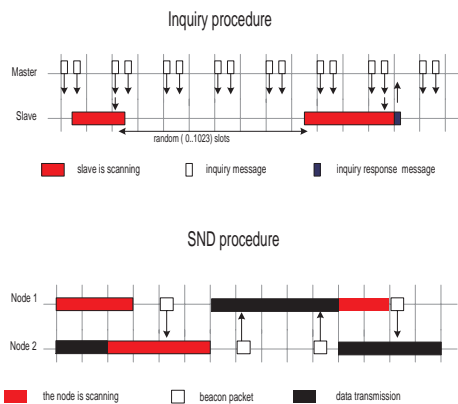 Inquiry procedure
Master
Slave
random ( 0..1023) slots
slave is scanning
inquiry message
inquiry response message
SND procedure
Node 1
Node 2
the node is scanning
beacon packet
data transmission